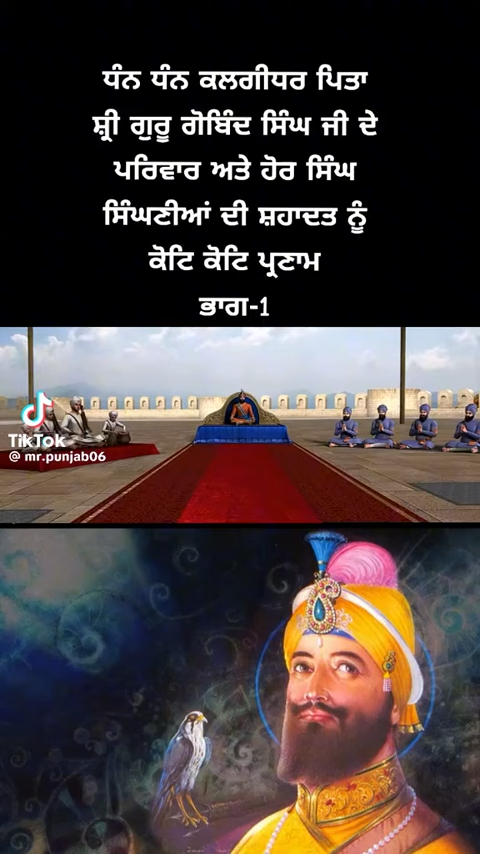 ਧੰਨ ਧੰਨ ਕਲਗੀਧਰ ਪਿਤਾ
ਸ਼੍ਰੀ ਗੁਰੂ ਗੋਬਿੰਦ ਸਿੰਘ ਜੀ ਦੇ
ਪਰਿਵਾਰ ਅਤੇ ਹੋਰ ਸਿੰਘ
ਸਿੰਘਣੀਆਂ ਦੀ ਸ਼ਹਾਦਤ ਨੂੰ
ਕੋਟਿ ਕੋਟਿ ਪ੍ਰਣਾਮ
ਭਾਗ-1
TikTok
@ mr.punjab06